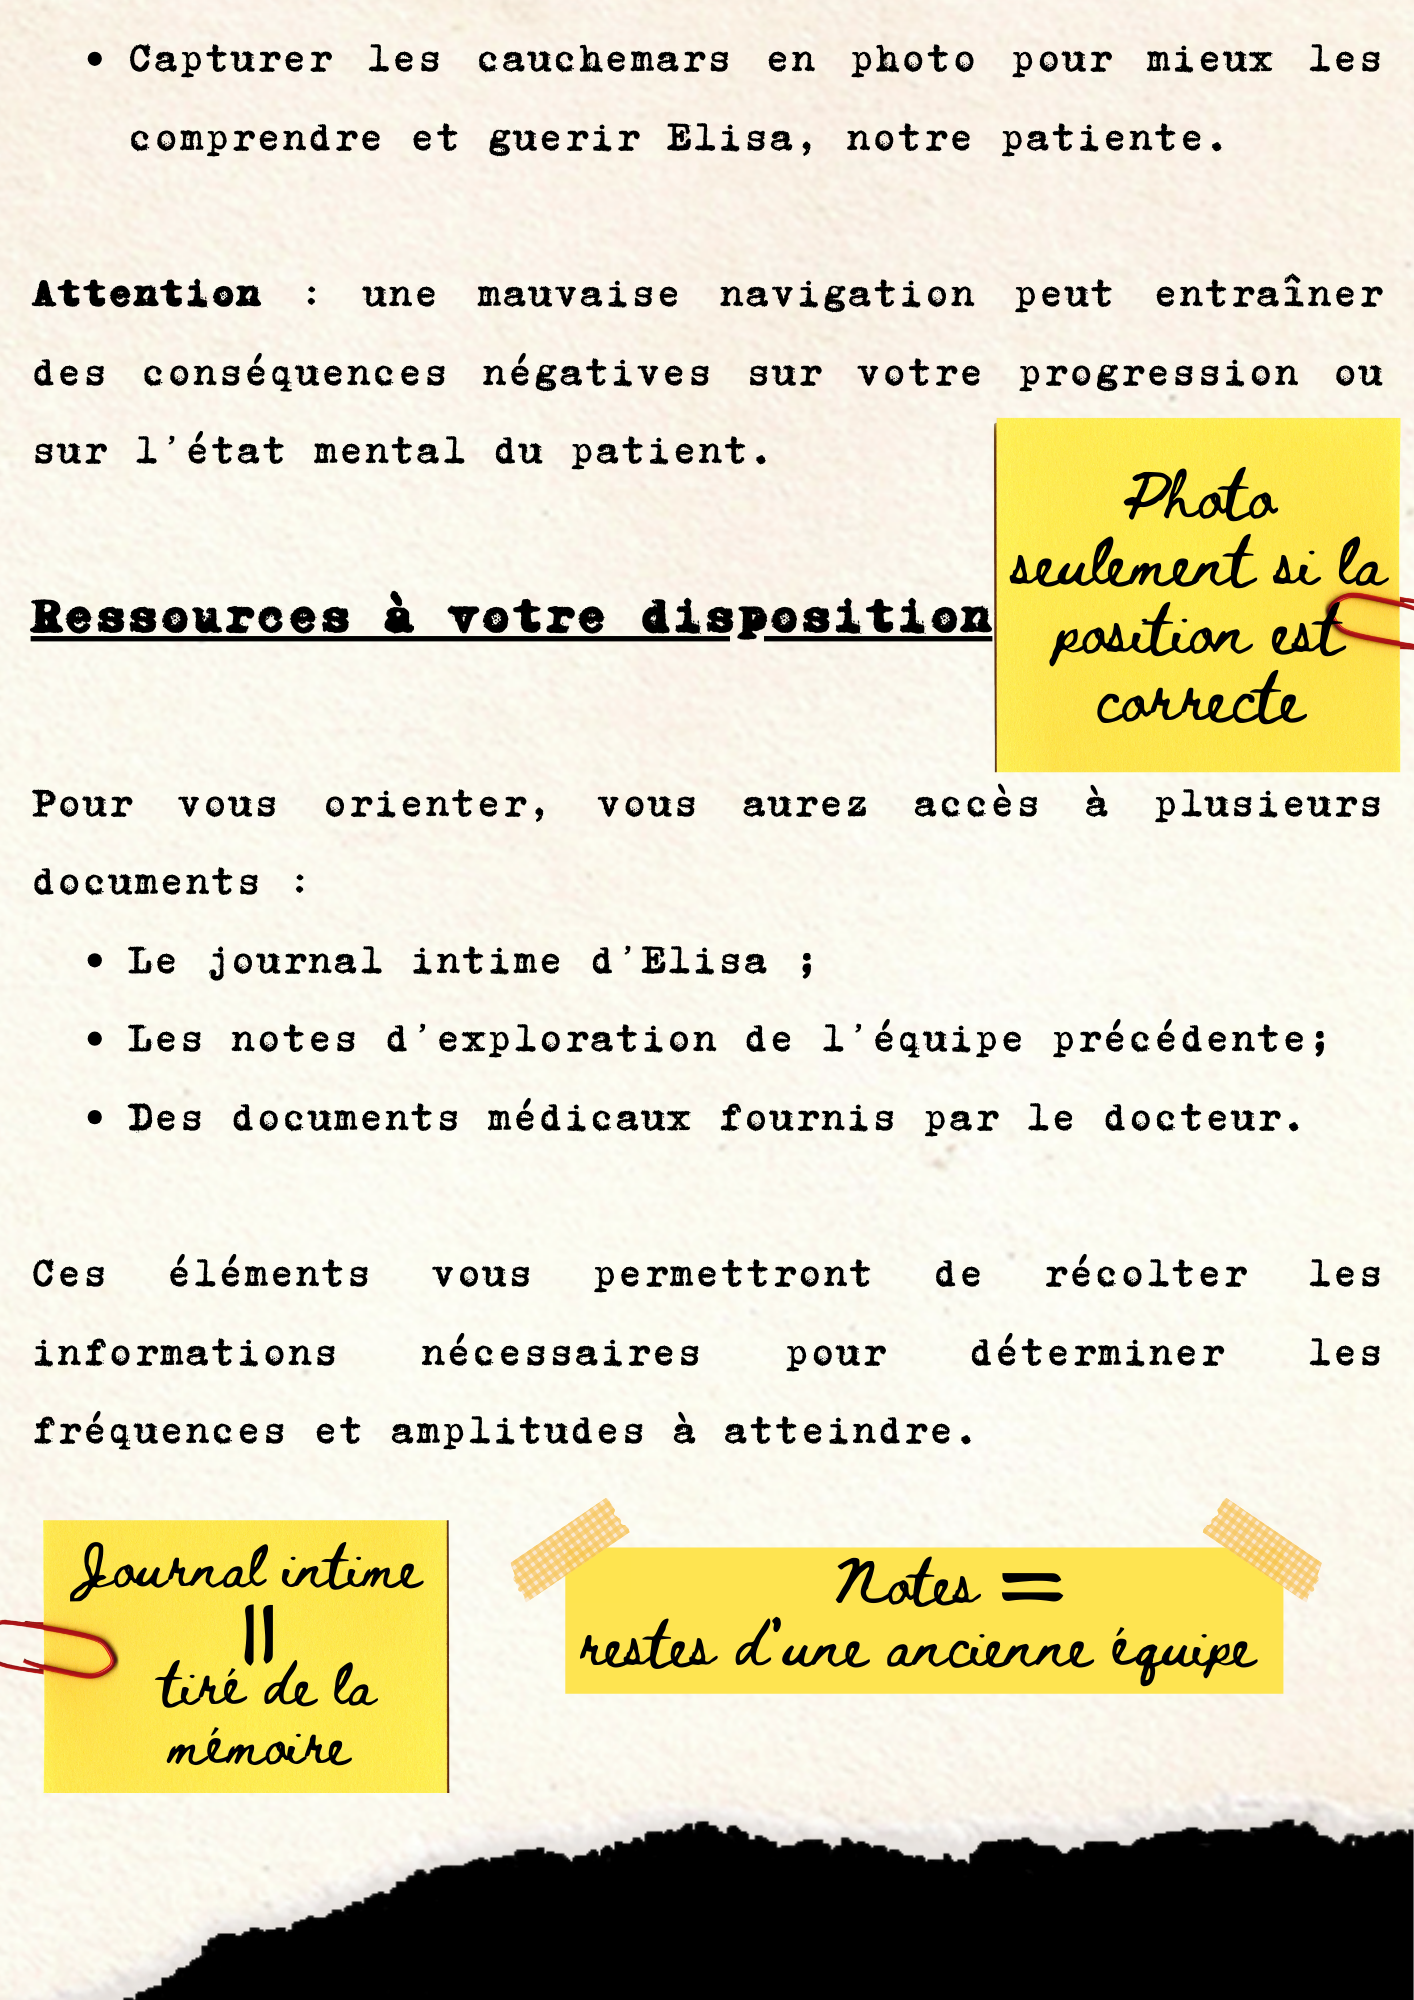 • Capturer les cauchemars en photo pour mieux les
comprendre et guerir Elisa, notre patiente.
Attention : une mauvaise navigation peut entraîner
des conséquences négatives sur votre progression ou
sur l'état mental du patient.
Photo
seulement si la
position est
correcte
Ressources à votre disposition
Pour vous orienter, vous aurez accès à plusieurs
documents :
• Le journal intime d'Elisa ;
• Les notes d'exploration de l'équipe précédente;
• Des documents médicaux fournis par le docteur.
Ces éléments vous permettront de récolter les
informations nécessaires pour déterminer les
fréquences et amplitudes à atteindre.
Journal intime
=
tiré de la
mémoire
Notes =
restes d'une ancienne équipe